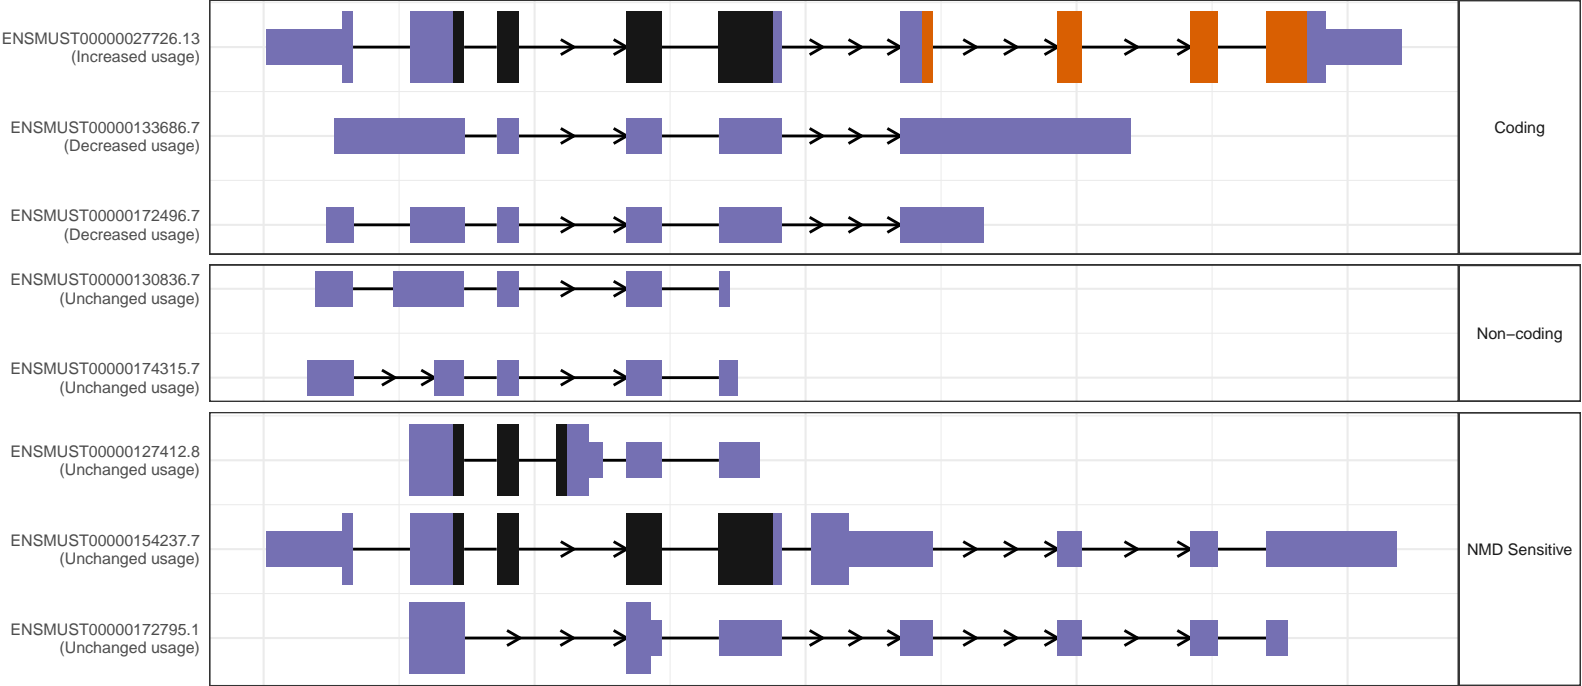 ENSMUST00000027726.13
(Increased usage)
ENSMUST00000133686.7
(Decreased usage)
Coding
ENSMUST00000172496.7
(Decreased usage)
ENSMUST00000130836.7
(Unchanged usage)
Non−coding
ENSMUST00000174315.7
(Unchanged usage)
ENSMUST00000127412.8
(Unchanged usage)
ENSMUST00000154237.7
(Unchanged usage)
NMD Sensitive
ENSMUST00000172795.1
(Unchanged usage)